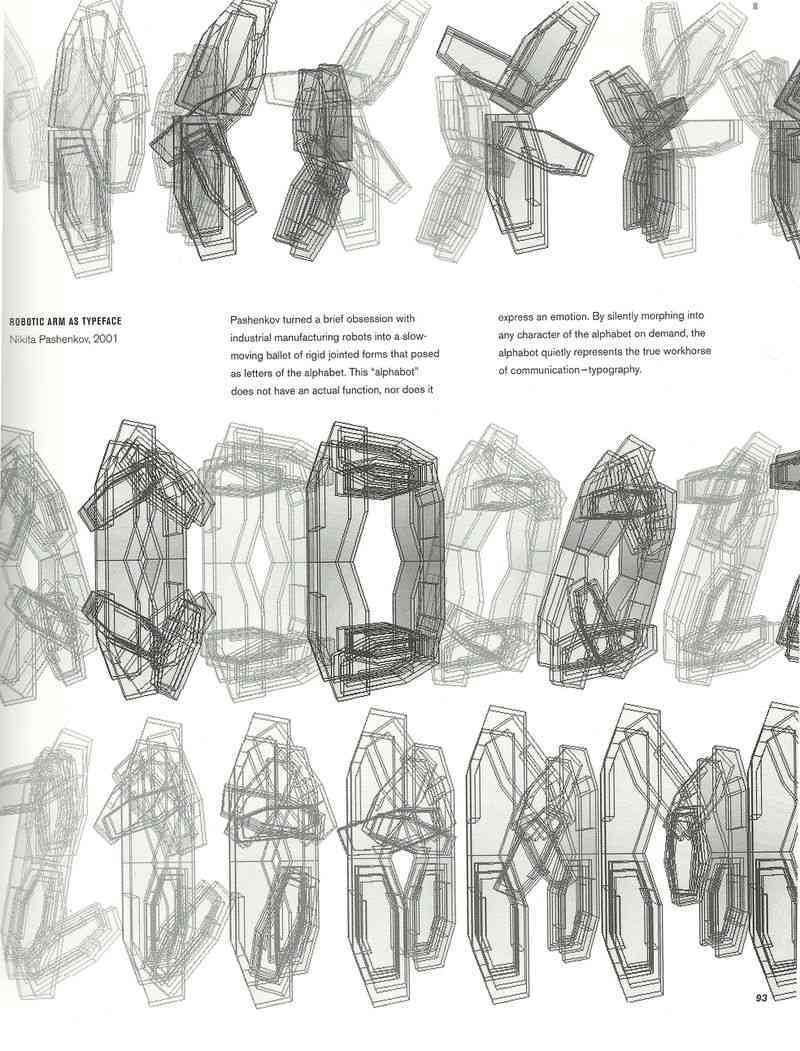 8
ROBOTIC ARM AS TYPEFACE
Nikita Pashenkov, 2001
Pashenkov turned a brief obsession with
industrial manufacturing robots into a slow-
moving ballet of rigid jointed forms that posed
as letters of the alphabet. This “alphabot”
does not have an actual function, nor does it
express an emotion. By silently morphing into
any character of the alphabet on demand, the
alphabot quietly represents the true workhorse
of communication—typography.
93